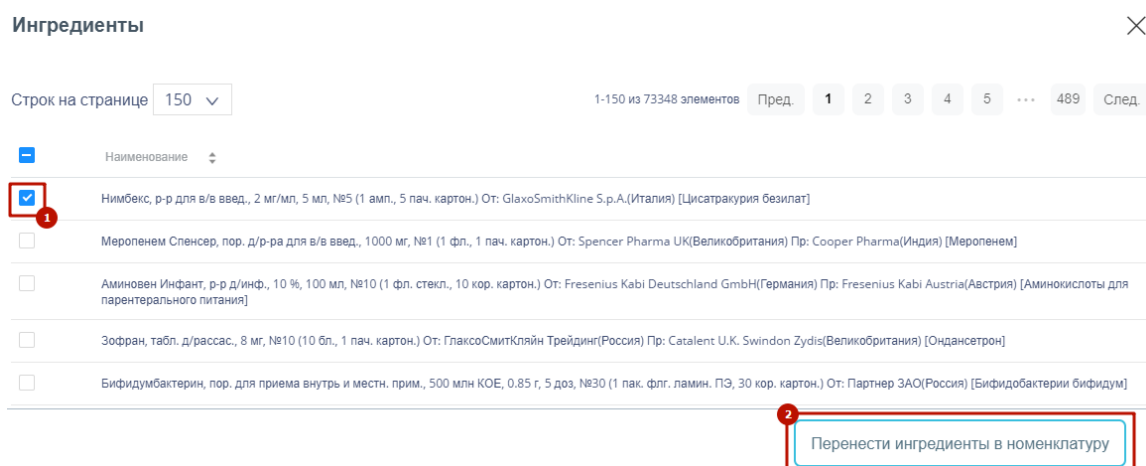 Ингредиенты
Строк на странице 150
1-150 из 73348 элементов Пред. 1 2 3 4 5 ··· 489 След.
Наименование
Нимбекс, р-р для в/в введ., 2 мг/мл, 5 мл, №5 (1 амп., 5 пач. картон.) От: GlaxoSmithKline S.p.A.(Италия) [Цисатракурия безилат]
1
Меропенем Спенсер, пор. д/р-ра для в/в введ., 1000 мг, №1 (1 фл., 1 пач. картон.) От: Spencer Pharma UK(Великобритания) Пр: Cooper Pharma(Индия) [Меропенем]
Аминовен Инфант, р-р д/инф., 10 %, 100 мл, №10 (1 фл. стекл., 10 кор. картон.) От: Fresenius Kabi Deutschland GmbH(Германия) Пр: Fresenius Kabi Austria(Австрия) [Аминокислоты для
парентерального питания]
Зофран, табл. д/рассас., 8 мг, №10 (10 бл., 1 пач. картон.) От: ГлаксоСмитКляйн Трейдинг(Россия) Пр: Catalent U.K. Swindon Zydis(Великобритания) [Ондансетрон]
Бифидумбактерин, пор. для приема внутрь и местн. прим., 500 млн КОЕ, 0.85 г, 5 доз, №30 (1 пак. флг. ламин. ПЭ, 30 кор. картон.) От: Партнер ЗАО(Россия) [Бифидобактерии бифидум]
2
Перенести ингредиенты в номенклатуру